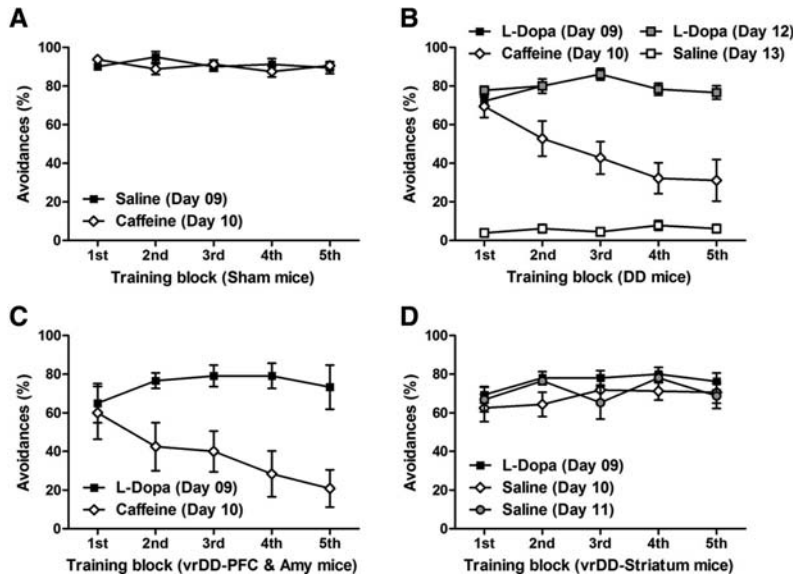 A
Avoidances (%)
100
80
60
40
20
0
Saline (Day 09)
Caffeine (Day 10)
1st 2nd 3rd 4th 5th
Training block (Sham mice)
B
L-Dopa (Day 09) L-Dopa (Day 12)
Caffeine (Day 10) Saline (Day 13)
Avoidances (%)
100
80
60
40
20
0
1st 2nd 3rd 4th 5th
Training block (DD mice)
C
Avoidances (%)
100
80
60
40
20
0
L-Dopa (Day 09)
Caffeine (Day 10)
1st 2nd 3rd 4th 5th
Training block (vrDD-PFC & Amy mice)
D
Avoidances (%)
100
80
60
40
20
0
L-Dopa (Day 09)
Saline (Day 10)
Saline (Day 11)
1st 2nd 3rd 4th 5th
Training block (vrDD-Striatum mice)